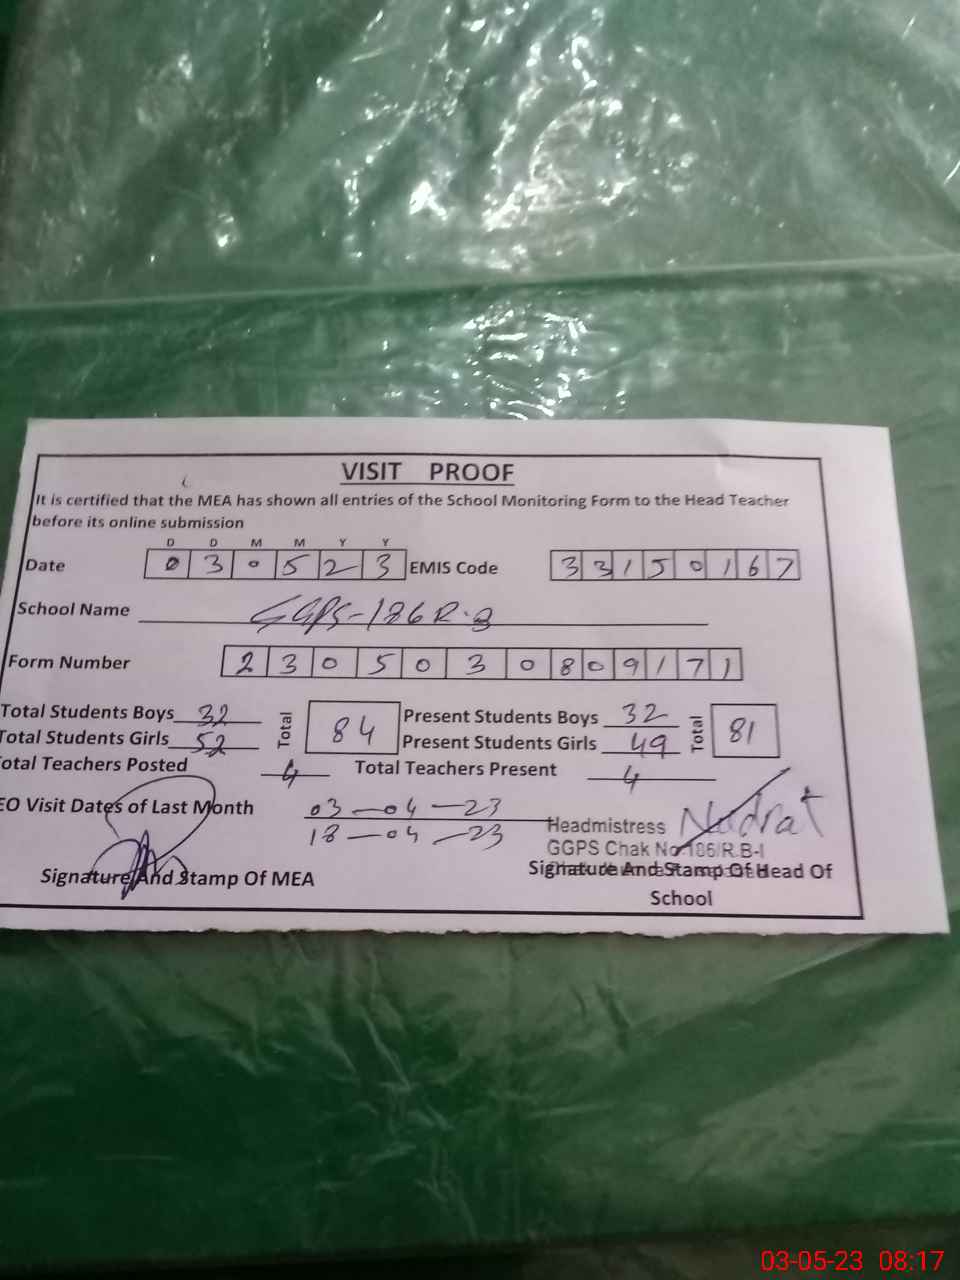 VISIT PROOF
It is certified that the MEA has shown all entries of the School Monitoring Form to the Head Teacher
before its online submission
D D M M Y Y
Date 0 3 0 5 2 3 EMIS Code 3 3 1 5 0 1 6 7
School Name GGPS-186 R.B
Form Number 2 3 0 5 0 3 0 8 0 9 1 7 1
Total Students Boys 32 Total 84 Present Students Boys 32 Total 81
Total Students Girls 52 Present Students Girls 49
otal Teachers Posted 4 Total Teachers Present 4
EO Visit Dates of Last Month 03-04-23
18-04-23
Headmistress Nudrat
GGPS Chak No 186/R.B-I
Signature And Stamp Of MEA Signature And Stamp Of Head Of
School
03-05-23 08:17